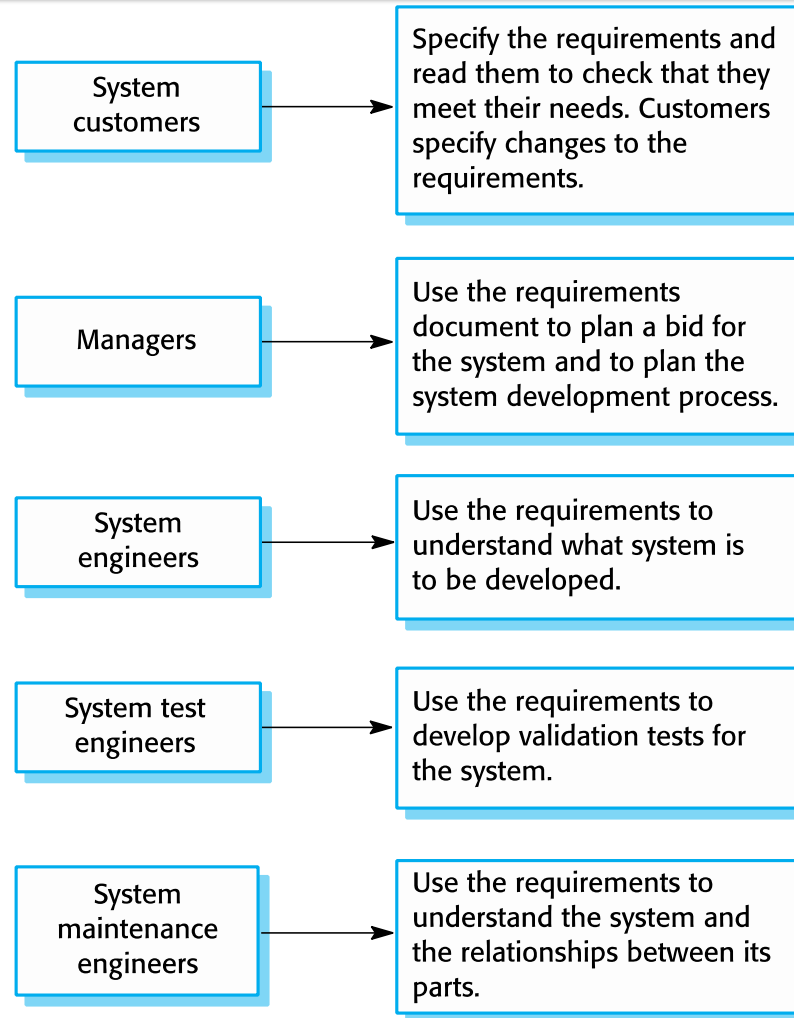 System
customers
Specify the requirements and
read them to check that they
meet their needs. Customers
specify changes to the
requirements.
Managers
Use the requirements
document to plan a bid for
the system and to plan the
system development process.
System
engineers
Use the requirements to
understand what system is
to be developed.
System test
engineers
Use the requirements to
develop validation tests for
the system.
System
maintenance
engineers
Use the requirements to
understand the system and
the relationships between its
parts.